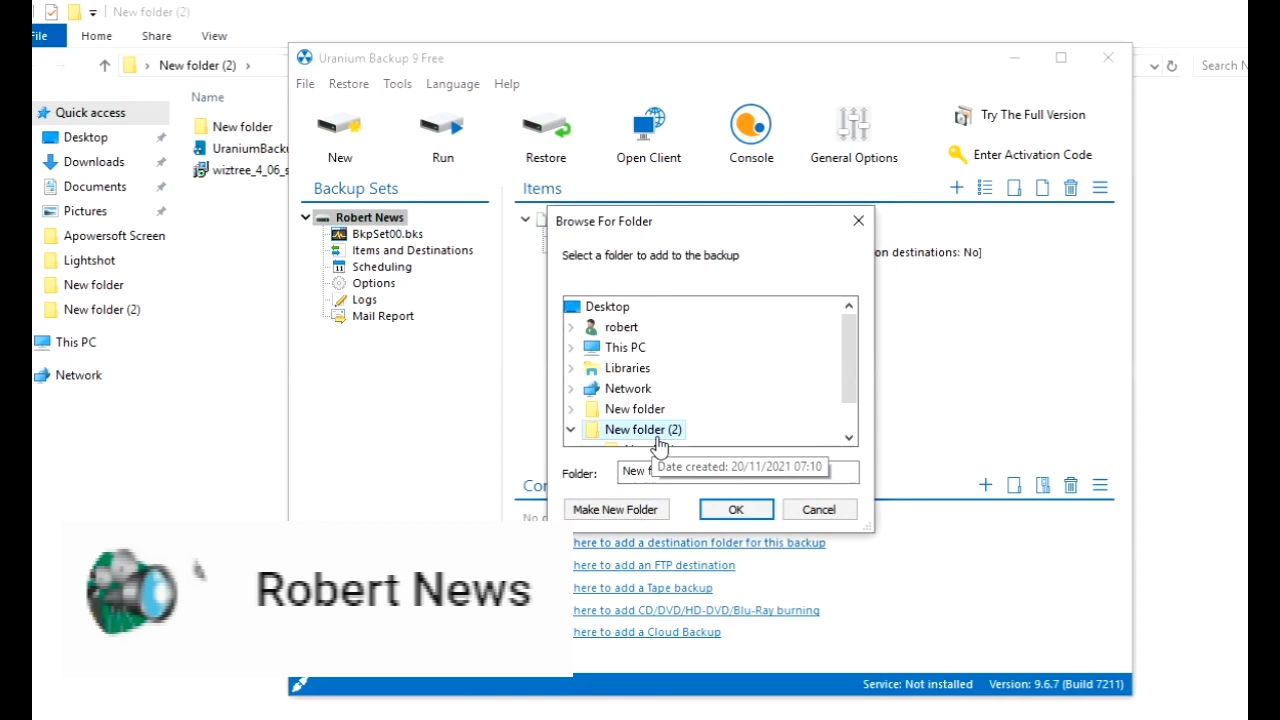 New folder (2)
File
Home
Share
View
New folder (2)
Search N
Name
Quick access
Desktop
Downloads
Documents
Pictures
Apowersoft Screen
Lightshot
New folder
New folder (2)
This PC
Network
New folder
UraniumBacku
wiztree_4_06_s
Uranium Backup 9 Free
File
Restore
Tools
Language
Help
New
Run
Restore
Open Client
Console
General Options
Try The Full Version
Enter Activation Code
Backup Sets
Robert News
BkpSet00.bks
Items and Destinations
Scheduling
Options
Logs
Mail Report
Items
on destinations: No]
Browse For Folder
Select a folder to add to the backup
Desktop
robert
This PC
Libraries
Network
New folder
New folder (2)
Folder:
New f
Date created: 20/11/2021 07:10
Make New Folder
OK
Cancel
here to add a destination folder for this backup
here to add an FTP destination
here to add a Tape backup
here to add CD/DVD/HD-DVD/Blu-Ray burning
here to add a Cloud Backup
Robert News
Service: Not installed
Version: 9.6.7 (Build 7211)